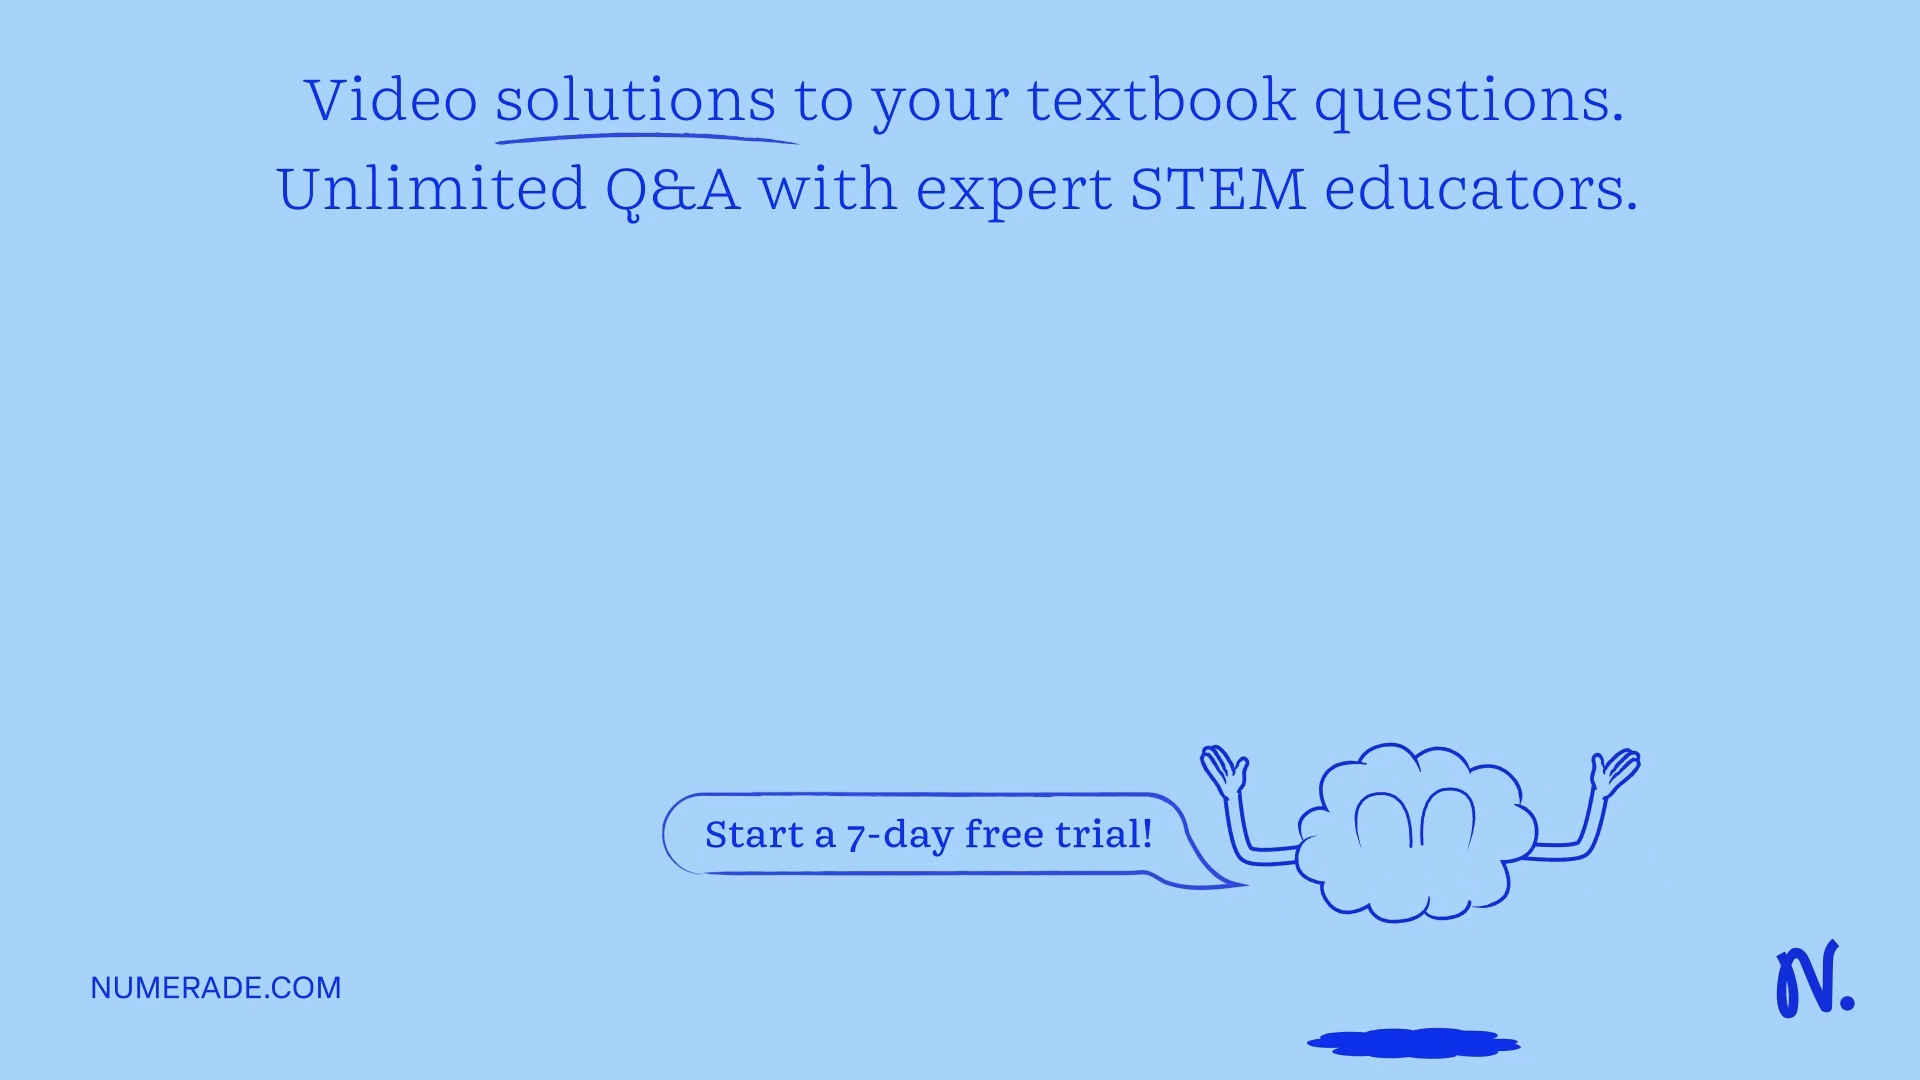 Video solutions to your textbook questions.
Unlimited Q&A with expert STEM educators.
Start a 7-day free trial!
NUMERADE.COM
N.